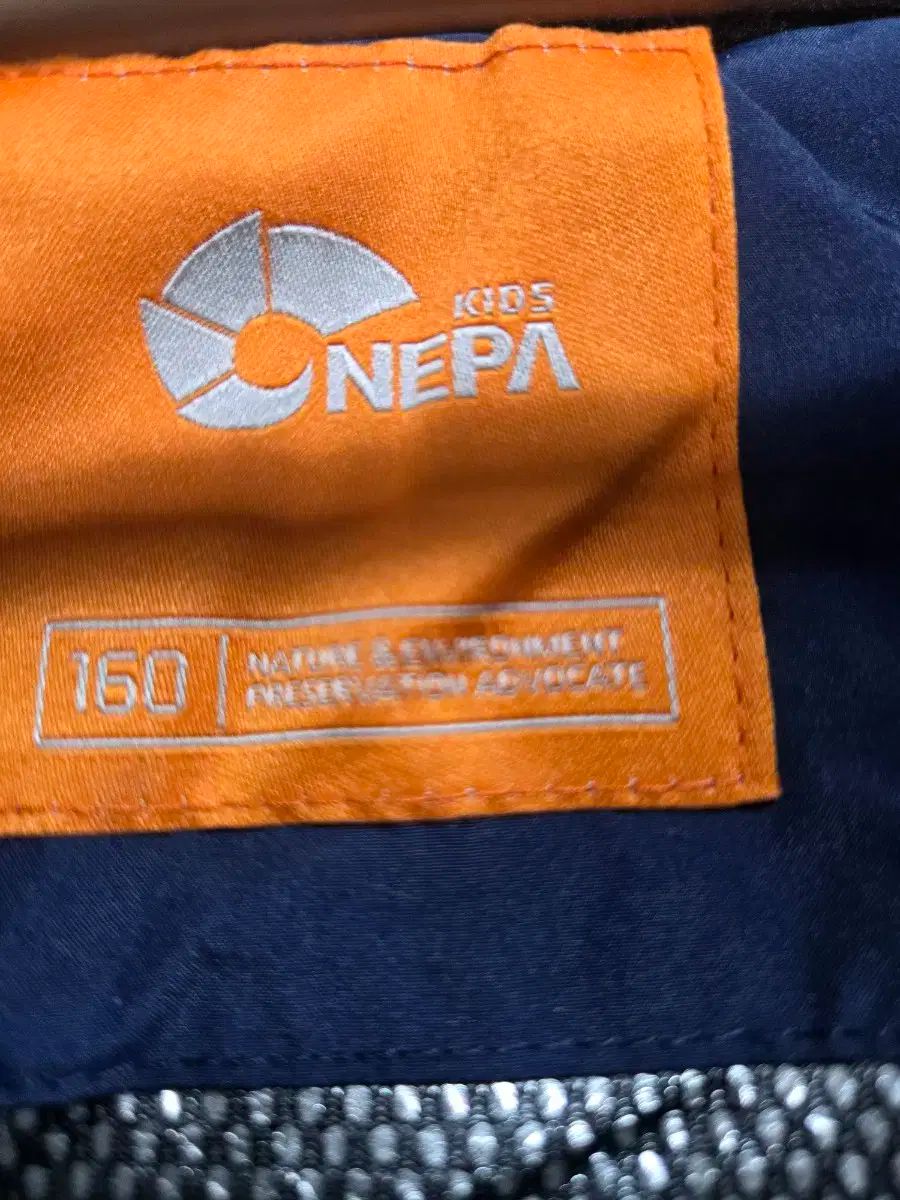 KIDS
NEPA
160
NATURE & ENVIRONMENT
PRESERVATION ADVOCATE